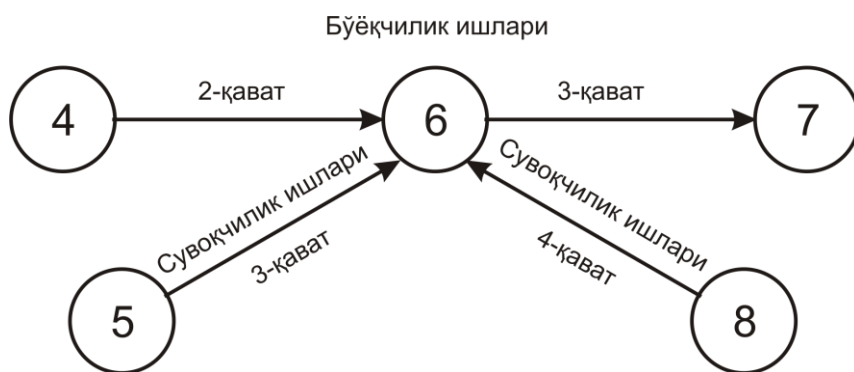 Бўёқчилик ишлари
2-қават
3-қават
4
6
7
Сувоқчилик ишлари
3-қават
Сувоқчилик ишлари
4-қават
5
8